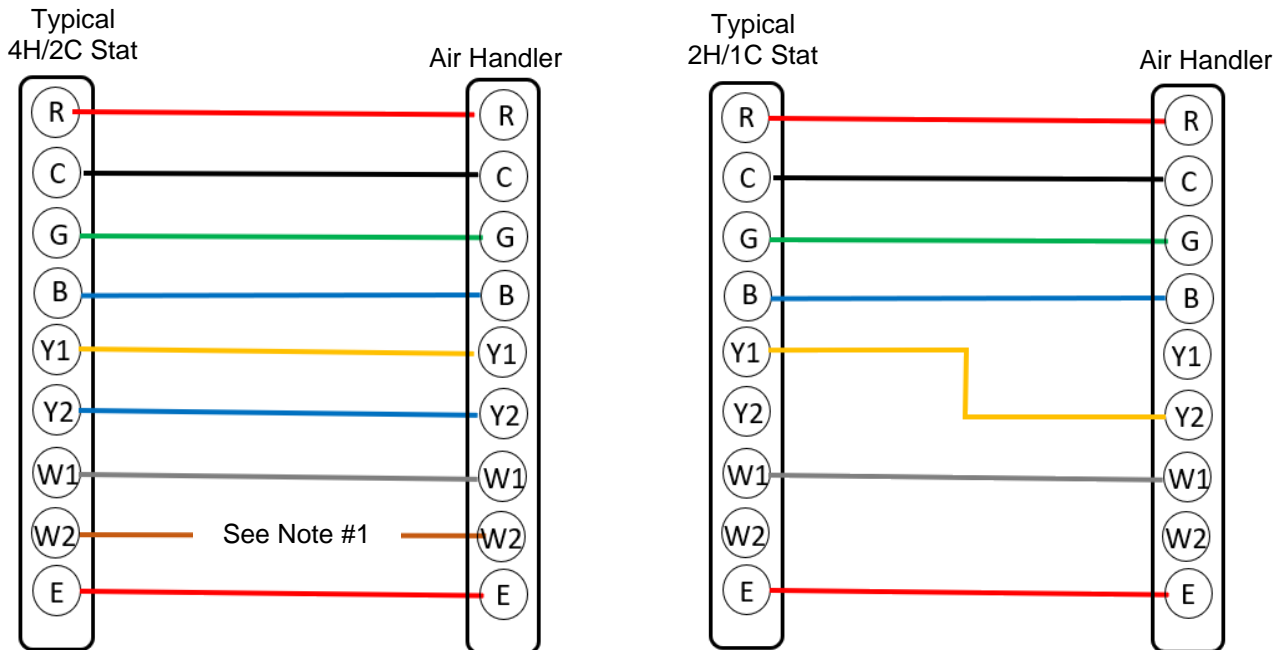 Typical
4H/2C Stat
Air Handler
R
R
C
C
G
G
B
B
Y1
Y1
Y2
Y2
W1
W1
W2
See Note #1
W2
E
E
Typical
2H/1C Stat
Air Handler
R
R
C
C
G
G
B
B
Y1
Y1
Y2
Y2
W1
W1
W2
W2
E
E